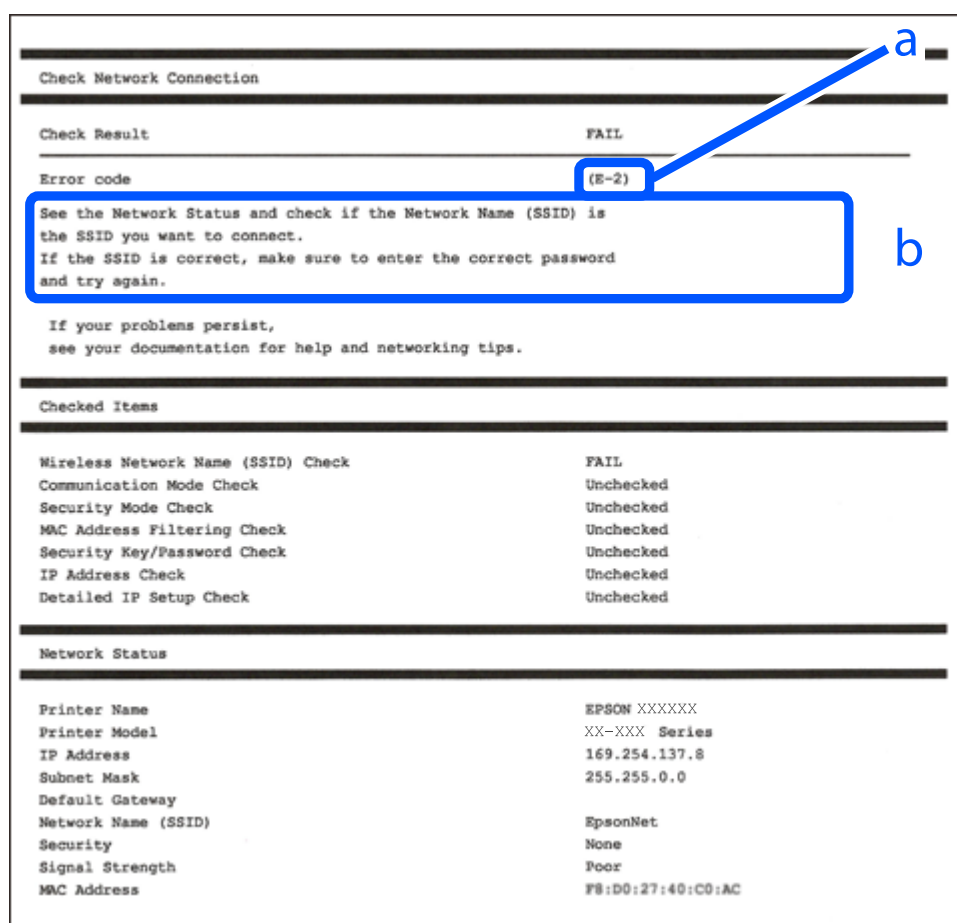 a
Check Network Connection
Check Result FAIL
Error code (E-2)
See the Network Status and check if the Network Name (SSID) is
the SSID you want to connect.
If the SSID is correct, make sure to enter the correct password
and try again.
b
If your problems persist,
see your documentation for help and networking tips.
Checked Items
Wireless Network Name (SSID) Check FAIL
Communication Mode Check Unchecked
Security Mode Check Unchecked
MAC Address Filtering Check Unchecked
Security Key/Password Check Unchecked
IP Address Check Unchecked
Detailed IP Setup Check Unchecked
Network Status
Printer Name EPSON XXXXXX
Printer Model XX-XXX Series
IP Address 169.254.137.8
Subnet Mask 255.255.0.0
Default Gateway
Network Name (SSID) EpsonNet
Security None
Signal Strength Poor
MAC Address F8:D0:27:40:C0:AC